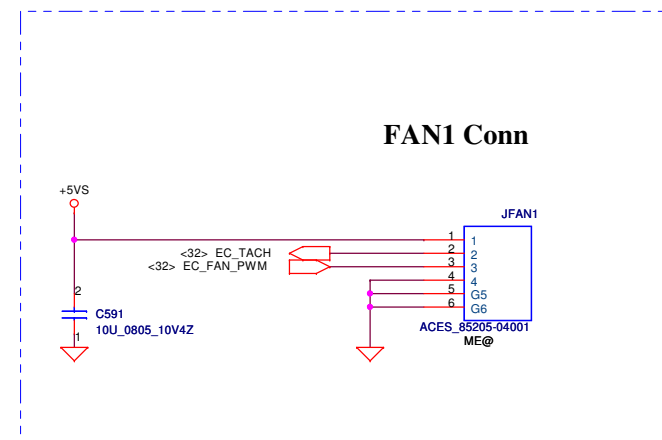 FAN1 Conn
+5VS
JFAN1
<32> EC_TACH
<32> EC_FAN_PWM
1 1
2 2
3 3
4 4
5 G5
6 G6
2
C591
10U_0805_10V4Z
1
ACES_85205-04001
ME@